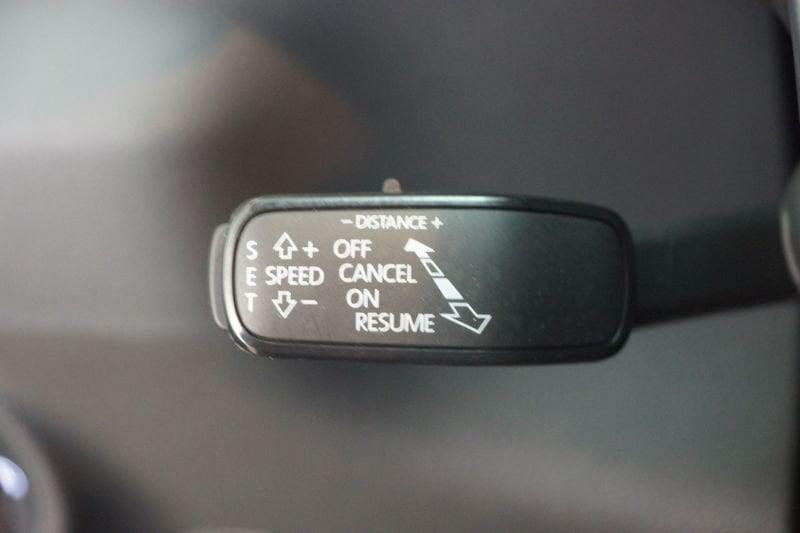 - DISTANCE +
S ⇧ + OFF
E SPEED CANCEL
T ⇩ - ON
RESUME